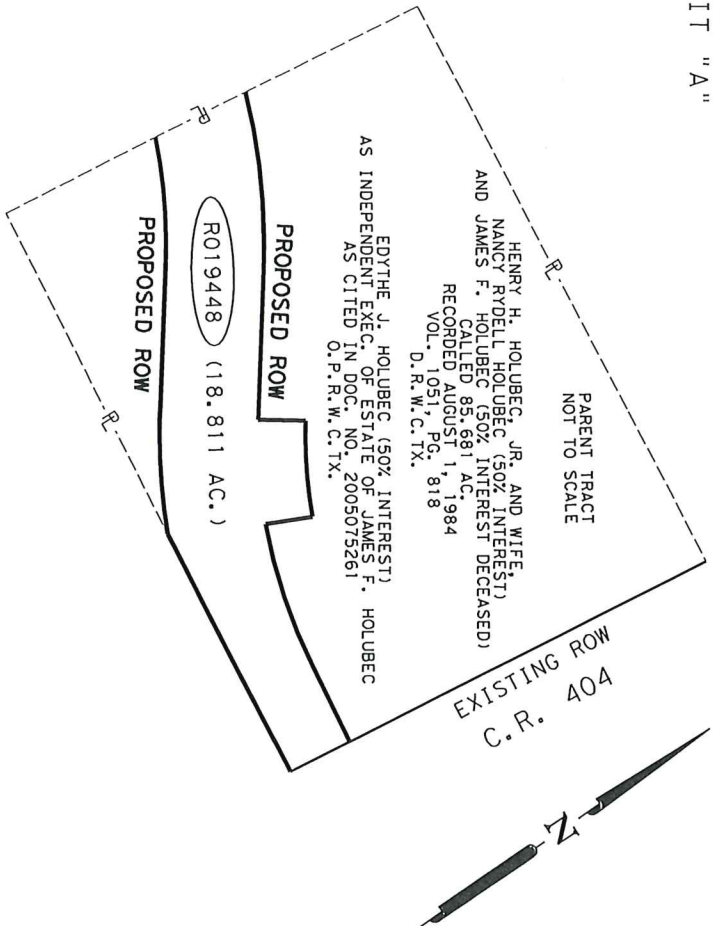 IT "A"
PARENT TRACT
NOT TO SCALE
HENRY H. HOLUBEC, JR. AND WIFE,
NANCY RYDELL HOLUBEC (50% INTEREST)
AND JAMES F. HOLUBEC (50% INTEREST DECEASED)
CALLED 85.681 AC.
RECORDED AUGUST 1, 1984
VOL. 1051, PG. 818
D.R.W.C.TX.
EDYTHE J. HOLUBEC (50% INTEREST)
AS INDEPENDENT EXEC. OF ESTATE OF JAMES F. HOLUBEC
AS CITED IN DOC. NO. 2005075261
O.P.R.W.C.TX.
PROPOSED ROW
R019448 (18.811 AC.)
PROPOSED ROW
EXISTING ROW
C.R. 404
PL
PL
PL
N